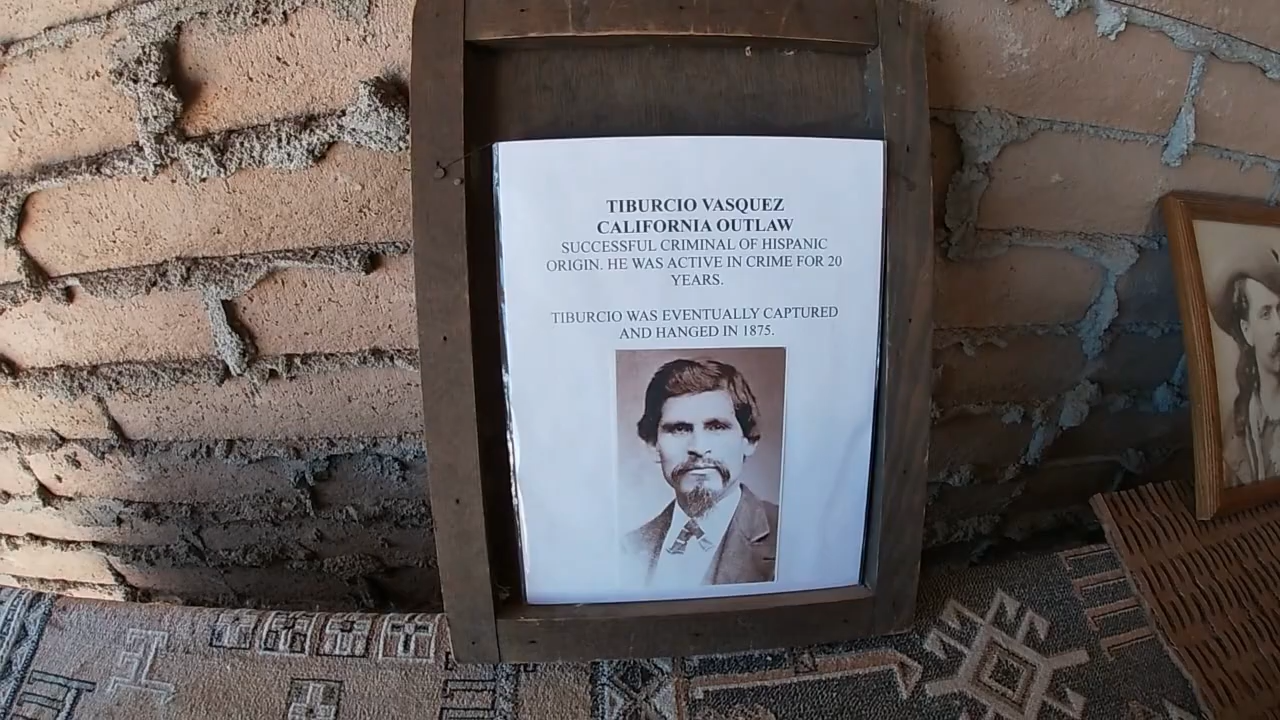 TIBURCIO VASQUEZ
CALIFORNIA OUTLAW
SUCCESSFUL CRIMINAL OF HISPANIC
ORIGIN. HE WAS ACTIVE IN CRIME FOR 20
YEARS.
TIBURCIO WAS EVENTUALLY CAPTURED
AND HANGED IN 1875.